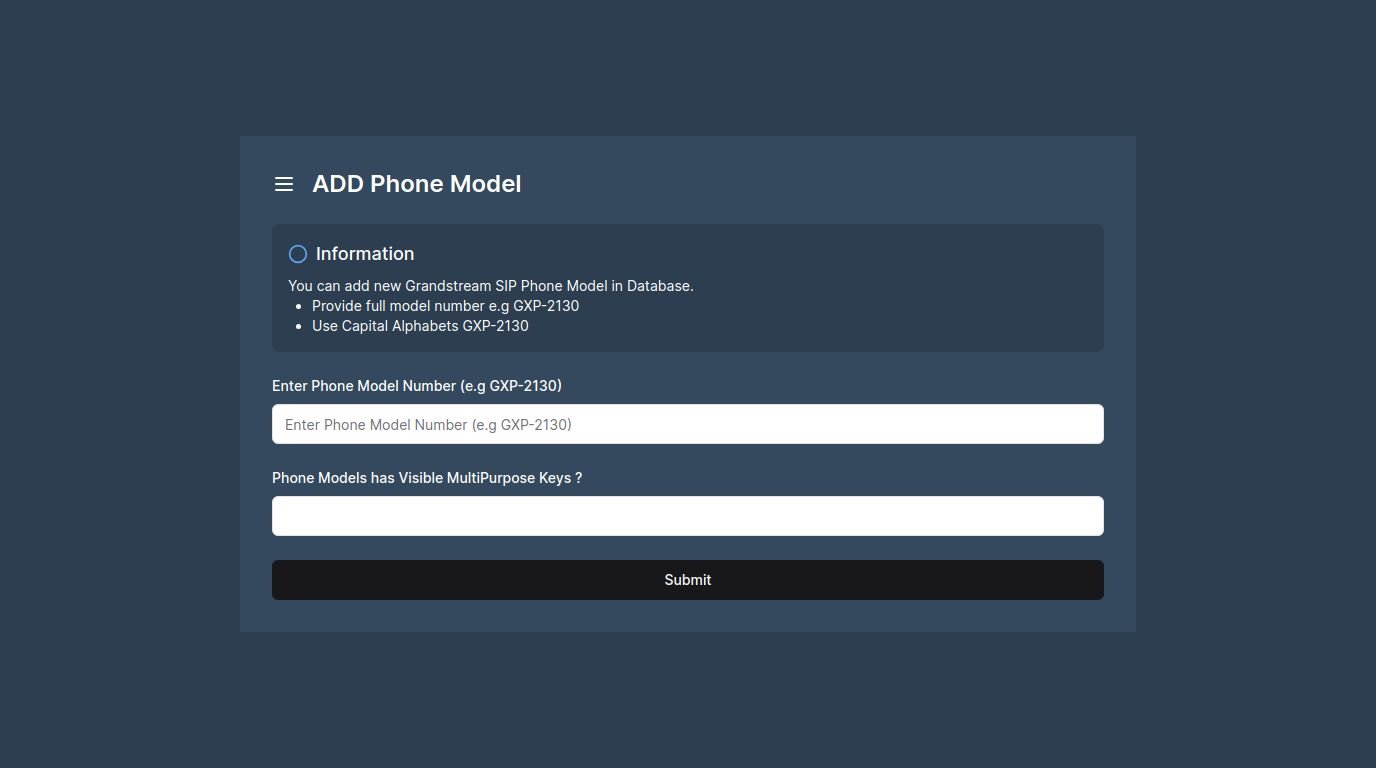 ADD Phone Model
Information
You can add new Grandstream SIP Phone Model in Database.
Provide full model number e.g GXP-2130
Use Capital Alphabets GXP-2130
Enter Phone Model Number (e.g GXP-2130)
Enter Phone Model Number (e.g GXP-2130)
Phone Models has Visible MultiPurpose Keys ?
Submit